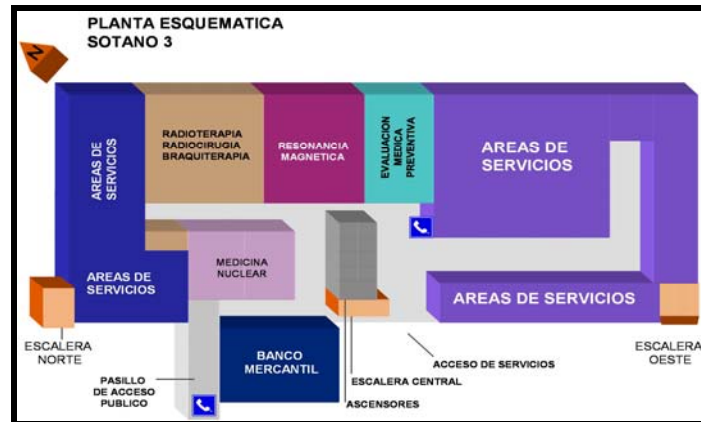 PLANTA ESQUEMATICA
SOTANO 3
N
AREAS DE
SERVICIOS
RADIOTERAPIA
RADIOCIRUGIA
BRAQUITERAPIA
RESONANCIA
MAGNETICA
EVALUACION
MEDICA
PREVENTIVA
AREAS DE
SERVICIOS
MEDICINA
NUCLEAR
AREAS DE
SERVICIOS
AREAS DE SERVICIOS
ESCALERA
NORTE
BANCO
MERCANTIL
ACCESO DE SERVICIOS
ESCALERA
OESTE
PASILLO
DE ACCESO
PUBLICO
ESCALERA CENTRAL
ASCENSORES